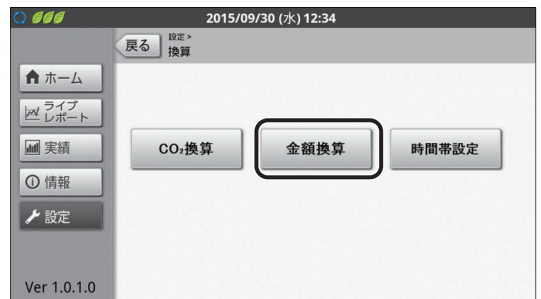 2015/09/30 (水) 12:34
戻る
設定 >
換算
ホーム
ライブ
レポート
実績
情報
設定
CO₂換算
金額換算
時間帯設定
Ver 1.0.1.0